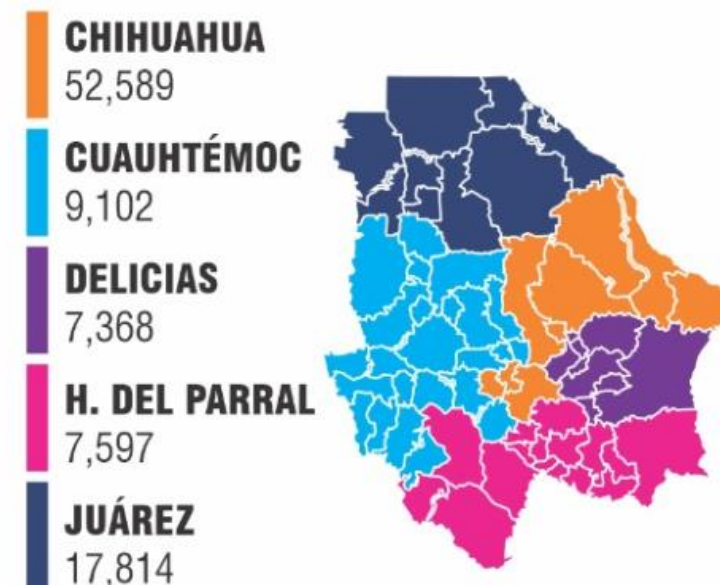 CHIHUAHUA
52,589
CUAUHTÉMOC
9,102
DELICIAS
7,368
H. DEL PARRAL
7,597
JUÁREZ
17,814